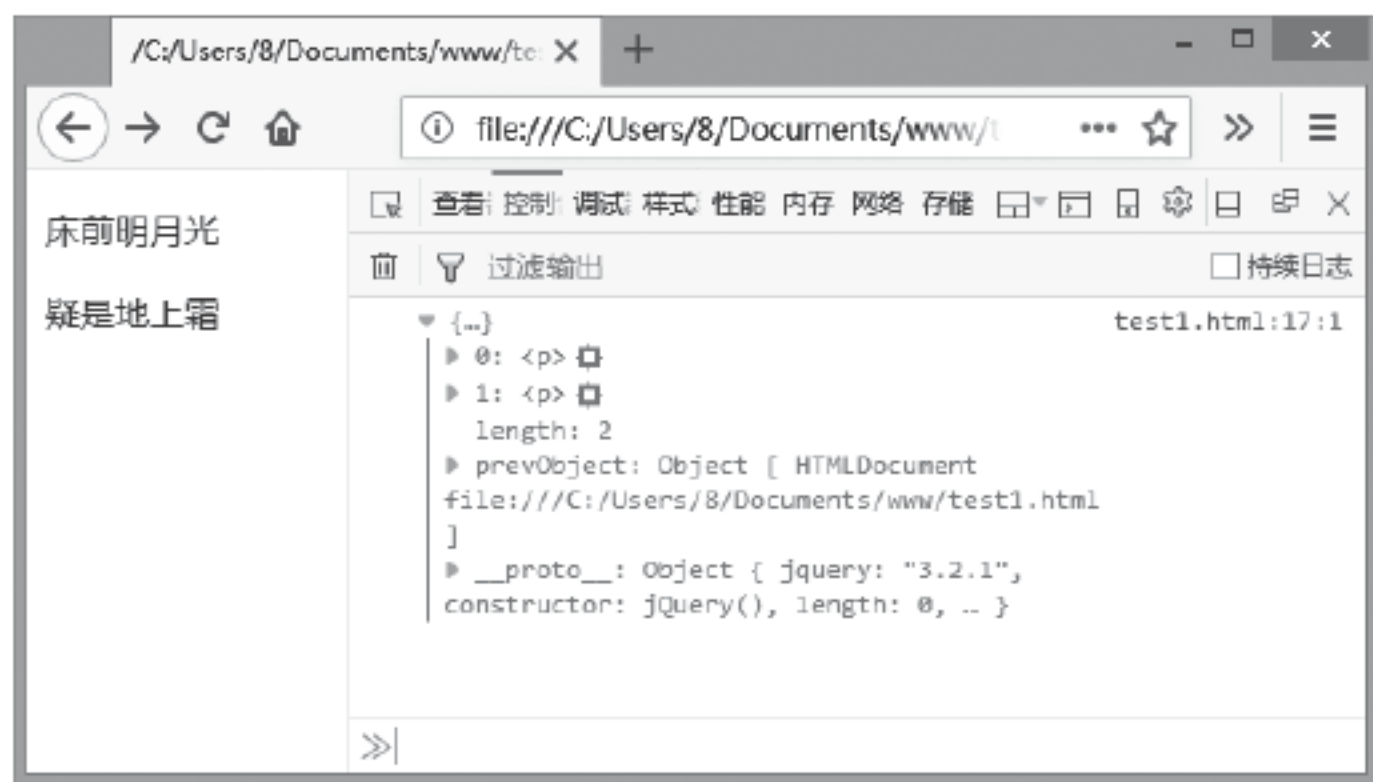 /C:/Users/8/Documents/www/te
file:///C:/Users/8/Documents/www/t
床前明月光
疑是地上霜
查看 控制 调试 样式 性能 内存 网络 存储
过滤输出
持续日志
{…}
test1.html:17:1
0: <p>
1: <p>
length: 2
prevObject: Object [ HTMLDocument
file:///C:/Users/8/Documents/www/test1.html
]
__proto__: Object { jquery: "3.2.1",
constructor: jQuery(), length: 0, … }